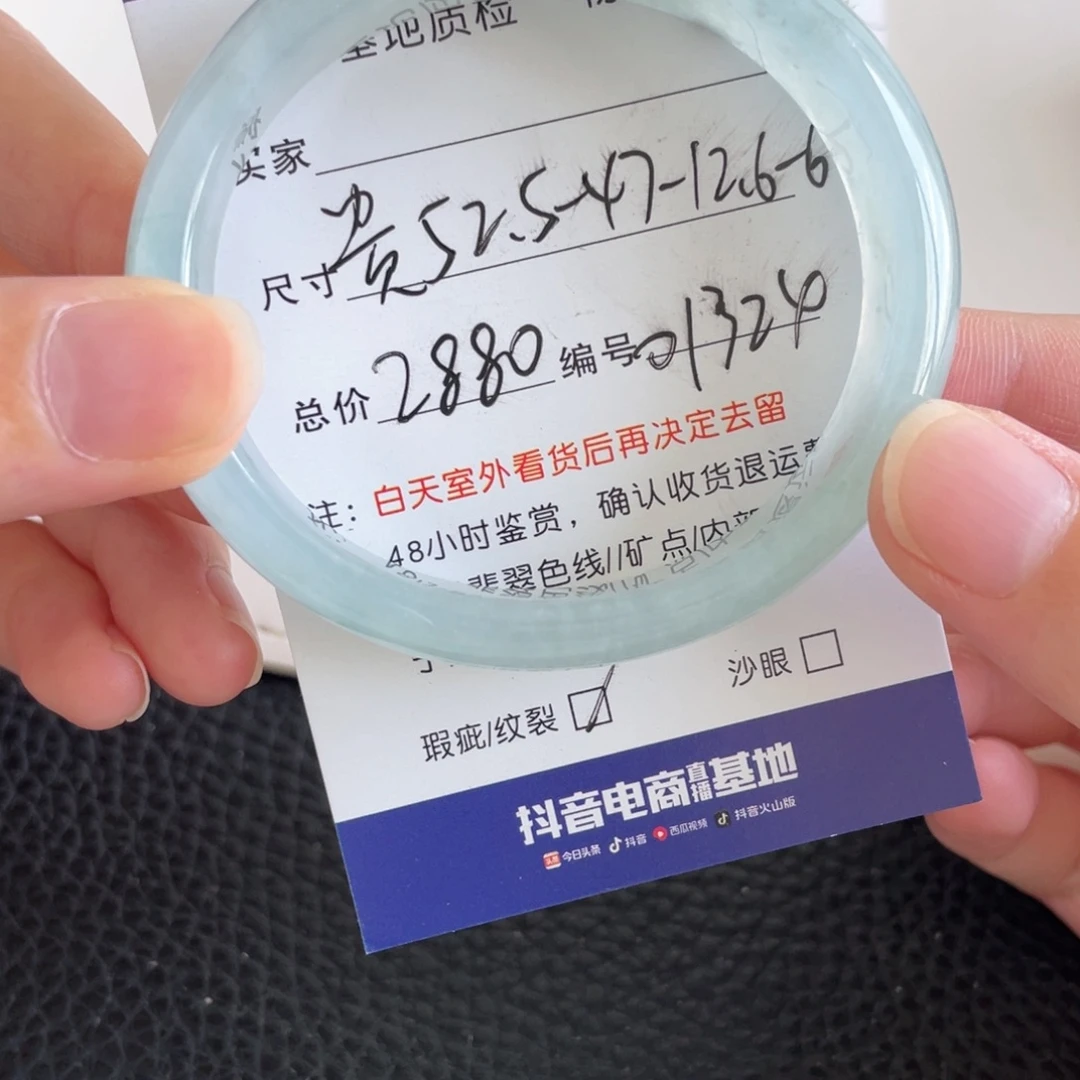 基地质检
买家
尺寸 贵52.5-47-12.6-6
总价 2880 编号 01324
注：白天室外看货后再决定去留
48小时鉴赏，确认收货退运费
翡翠色线//矿点/内部
沙眼
瑕疵/纹裂
抖音电商直播基地
今日头条 抖音 西瓜视频 抖音火山版